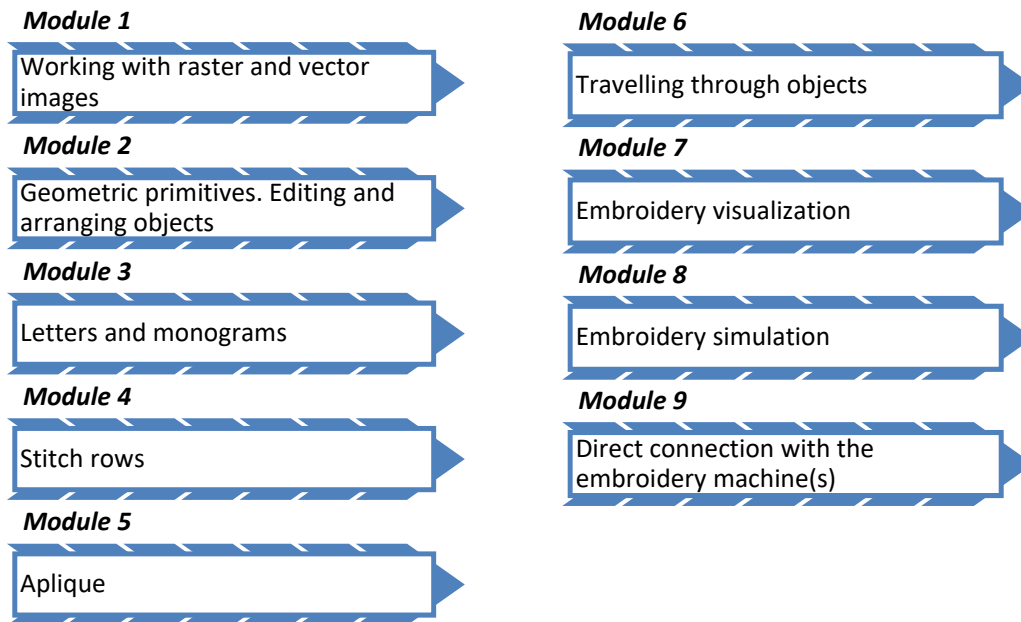 Module 1
Working with raster and vector
images
Module 2
Geometric primitives. Editing and
arranging objects
Module 3
Letters and monograms
Module 4
Stitch rows
Module 5
Aplique
Module 6
Travelling through objects
Module 7
Embroidery visualization
Module 8
Embroidery simulation
Module 9
Direct connection with the
embroidery machine(s)